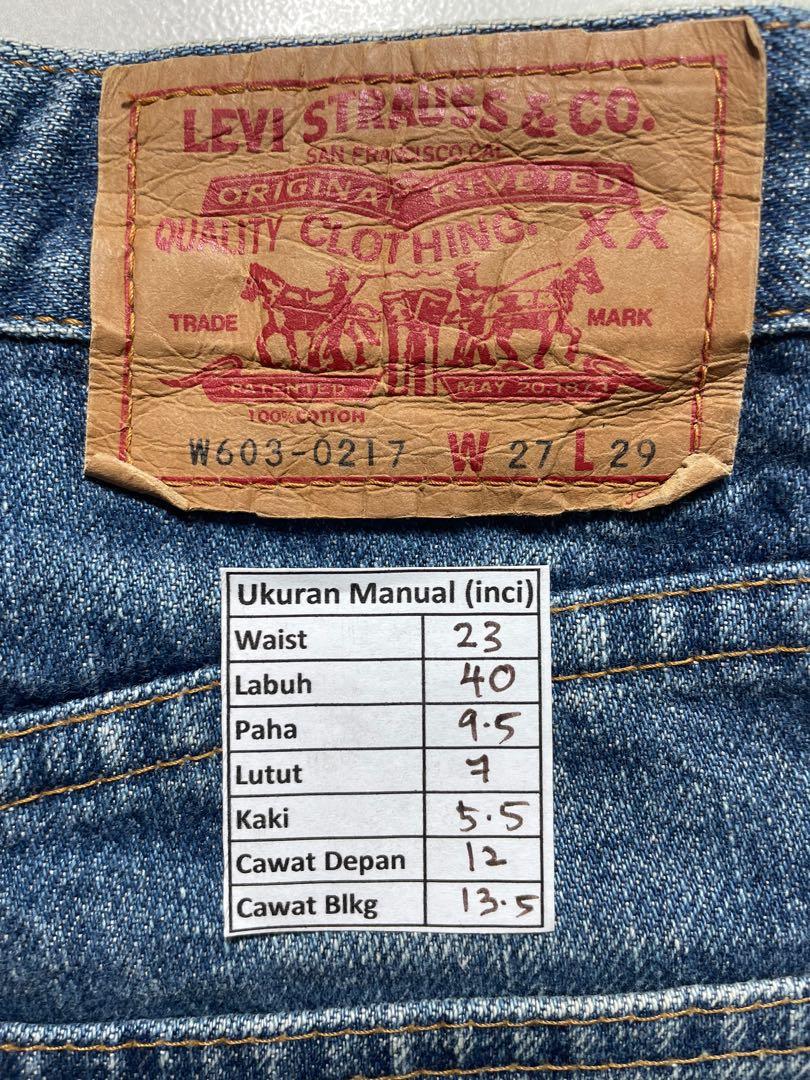 LEVI STRAUSS & CO.
SAN FRANCISCO CAL
ORIGINAL RIVETED
QUALITY CLOTHING. XX
TRADE MARK
PATENTED MAY 20.1873
100%COTTON
W603-0217 W 27 L 29
Ukuran Manual (inci)
Waist 23
Labuh 40
Paha 9.5
Lutut 7
Kaki 5.5
Cawat Depan 12
Cawat Blkg 13.5